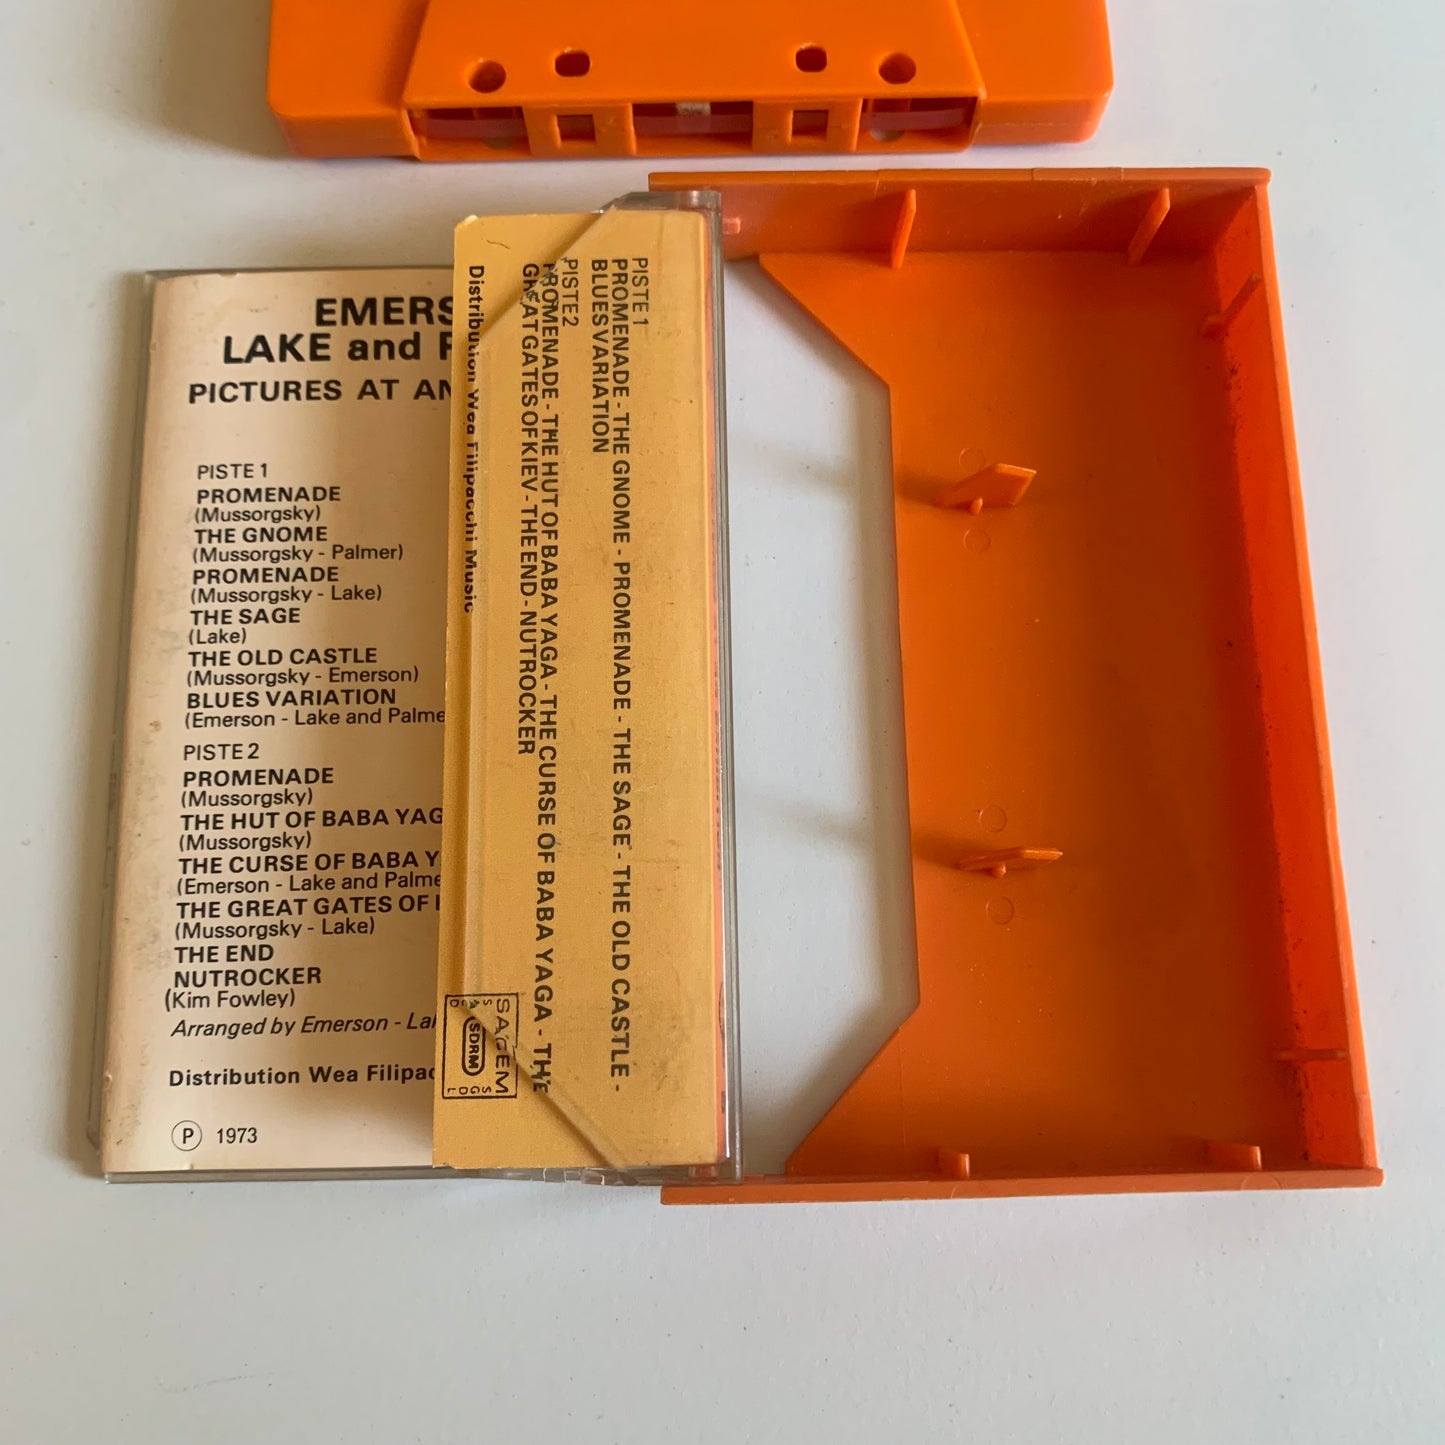 EMERS
LAKE and P
PICTURES AT AN
PISTE 1
PROMENADE
(Mussorgsky)
THE GNOME
(Mussorgsky - Palmer)
PROMENADE
(Mussorgsky - Lake)
THE SAGE
(Lake)
THE OLD CASTLE
(Mussorgsky - Emerson)
BLUES VARIATION
(Emerson - Lake and Palme
PISTE 2
PROMENADE
(Mussorgsky)
THE HUT OF BABA YAG
(Mussorgsky)
THE CURSE OF BABA Y
(Emerson - Lake and Palme
THE GREAT GATES OF
(Mussorgsky - Lake)
THE END
NUTROCKER
(Kim Fowley)
Arranged by Emerson - Lak
Distribution Wea Filipac
Ⓟ 1973
PISTE 1
PROMENADE - THE GNOME - PROMENADE - THE SAGE - THE OLD CASTLE -
BLUES VARIATION
PISTE 2
PROMENADE - THE HUT OF BABA YAGA - THE CURSE OF BABA YAGA - THE
GREAT GATES OF KIEV - THE END - NUTROCKER
Distribution Wea Filipacchi Music
SACEM
SACD
SDRM
SGDL